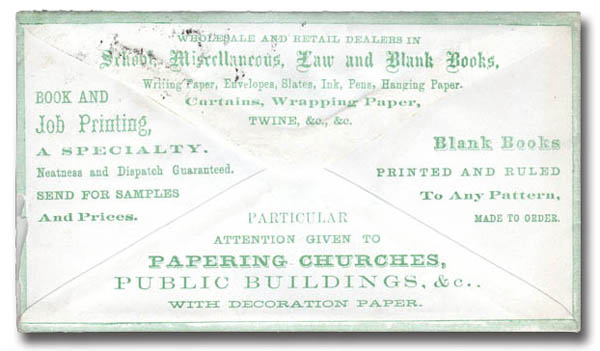 WHOLESALE AND RETAIL DEALERS IN
School, Miscellaneous, Law and Blank Books,
Writing Paper, Envelopes, Slates, Ink, Pens, Hanging Paper.
Curtains, Wrapping Paper,
TWINE, &c., &c.
BOOK AND
Job Printing,
A SPECIALTY.
Neatness and Dispatch Guaranteed.
SEND FOR SAMPLES
And Prices.
Blank Books
PRINTED AND RULED
To Any Pattern,
MADE TO ORDER.
PARTICULAR
ATTENTION GIVEN TO
PAPERING CHURCHES,
PUBLIC BUILDINGS, &c..
WITH DECORATION PAPER.